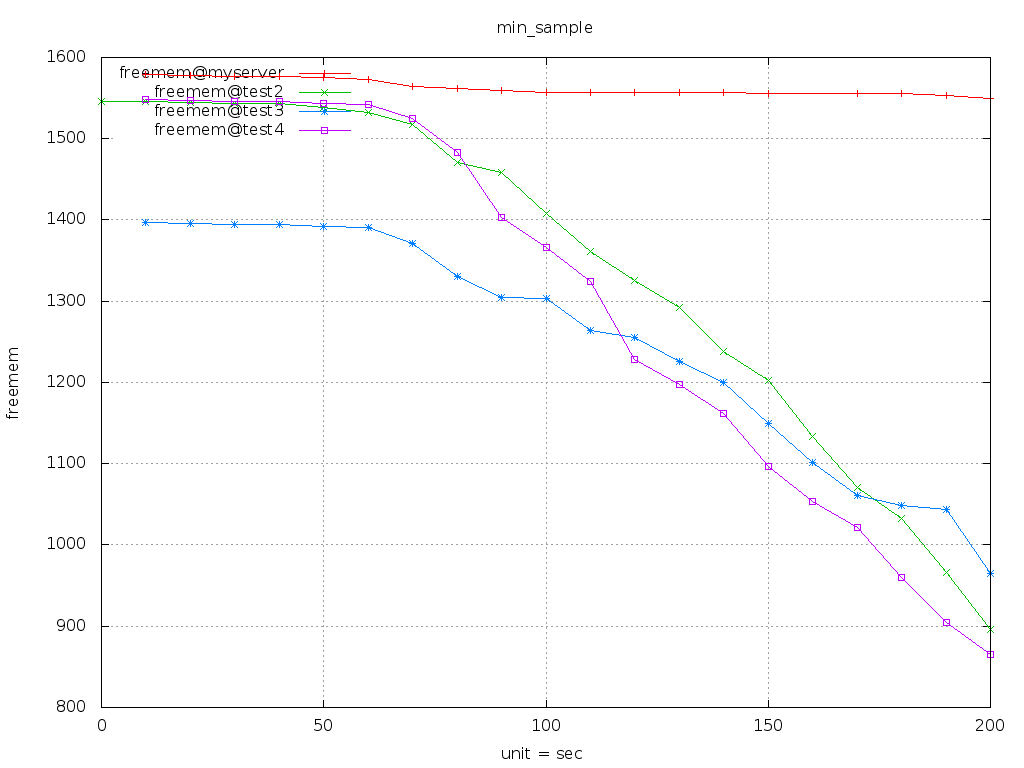 min_sample
1600
1500
1400
1300
1200
1100
1000
900
800
freemem
freemem@myserver
freemem@test2
freemem@test3
freemem@test4
0 50 100 150 200
unit = sec